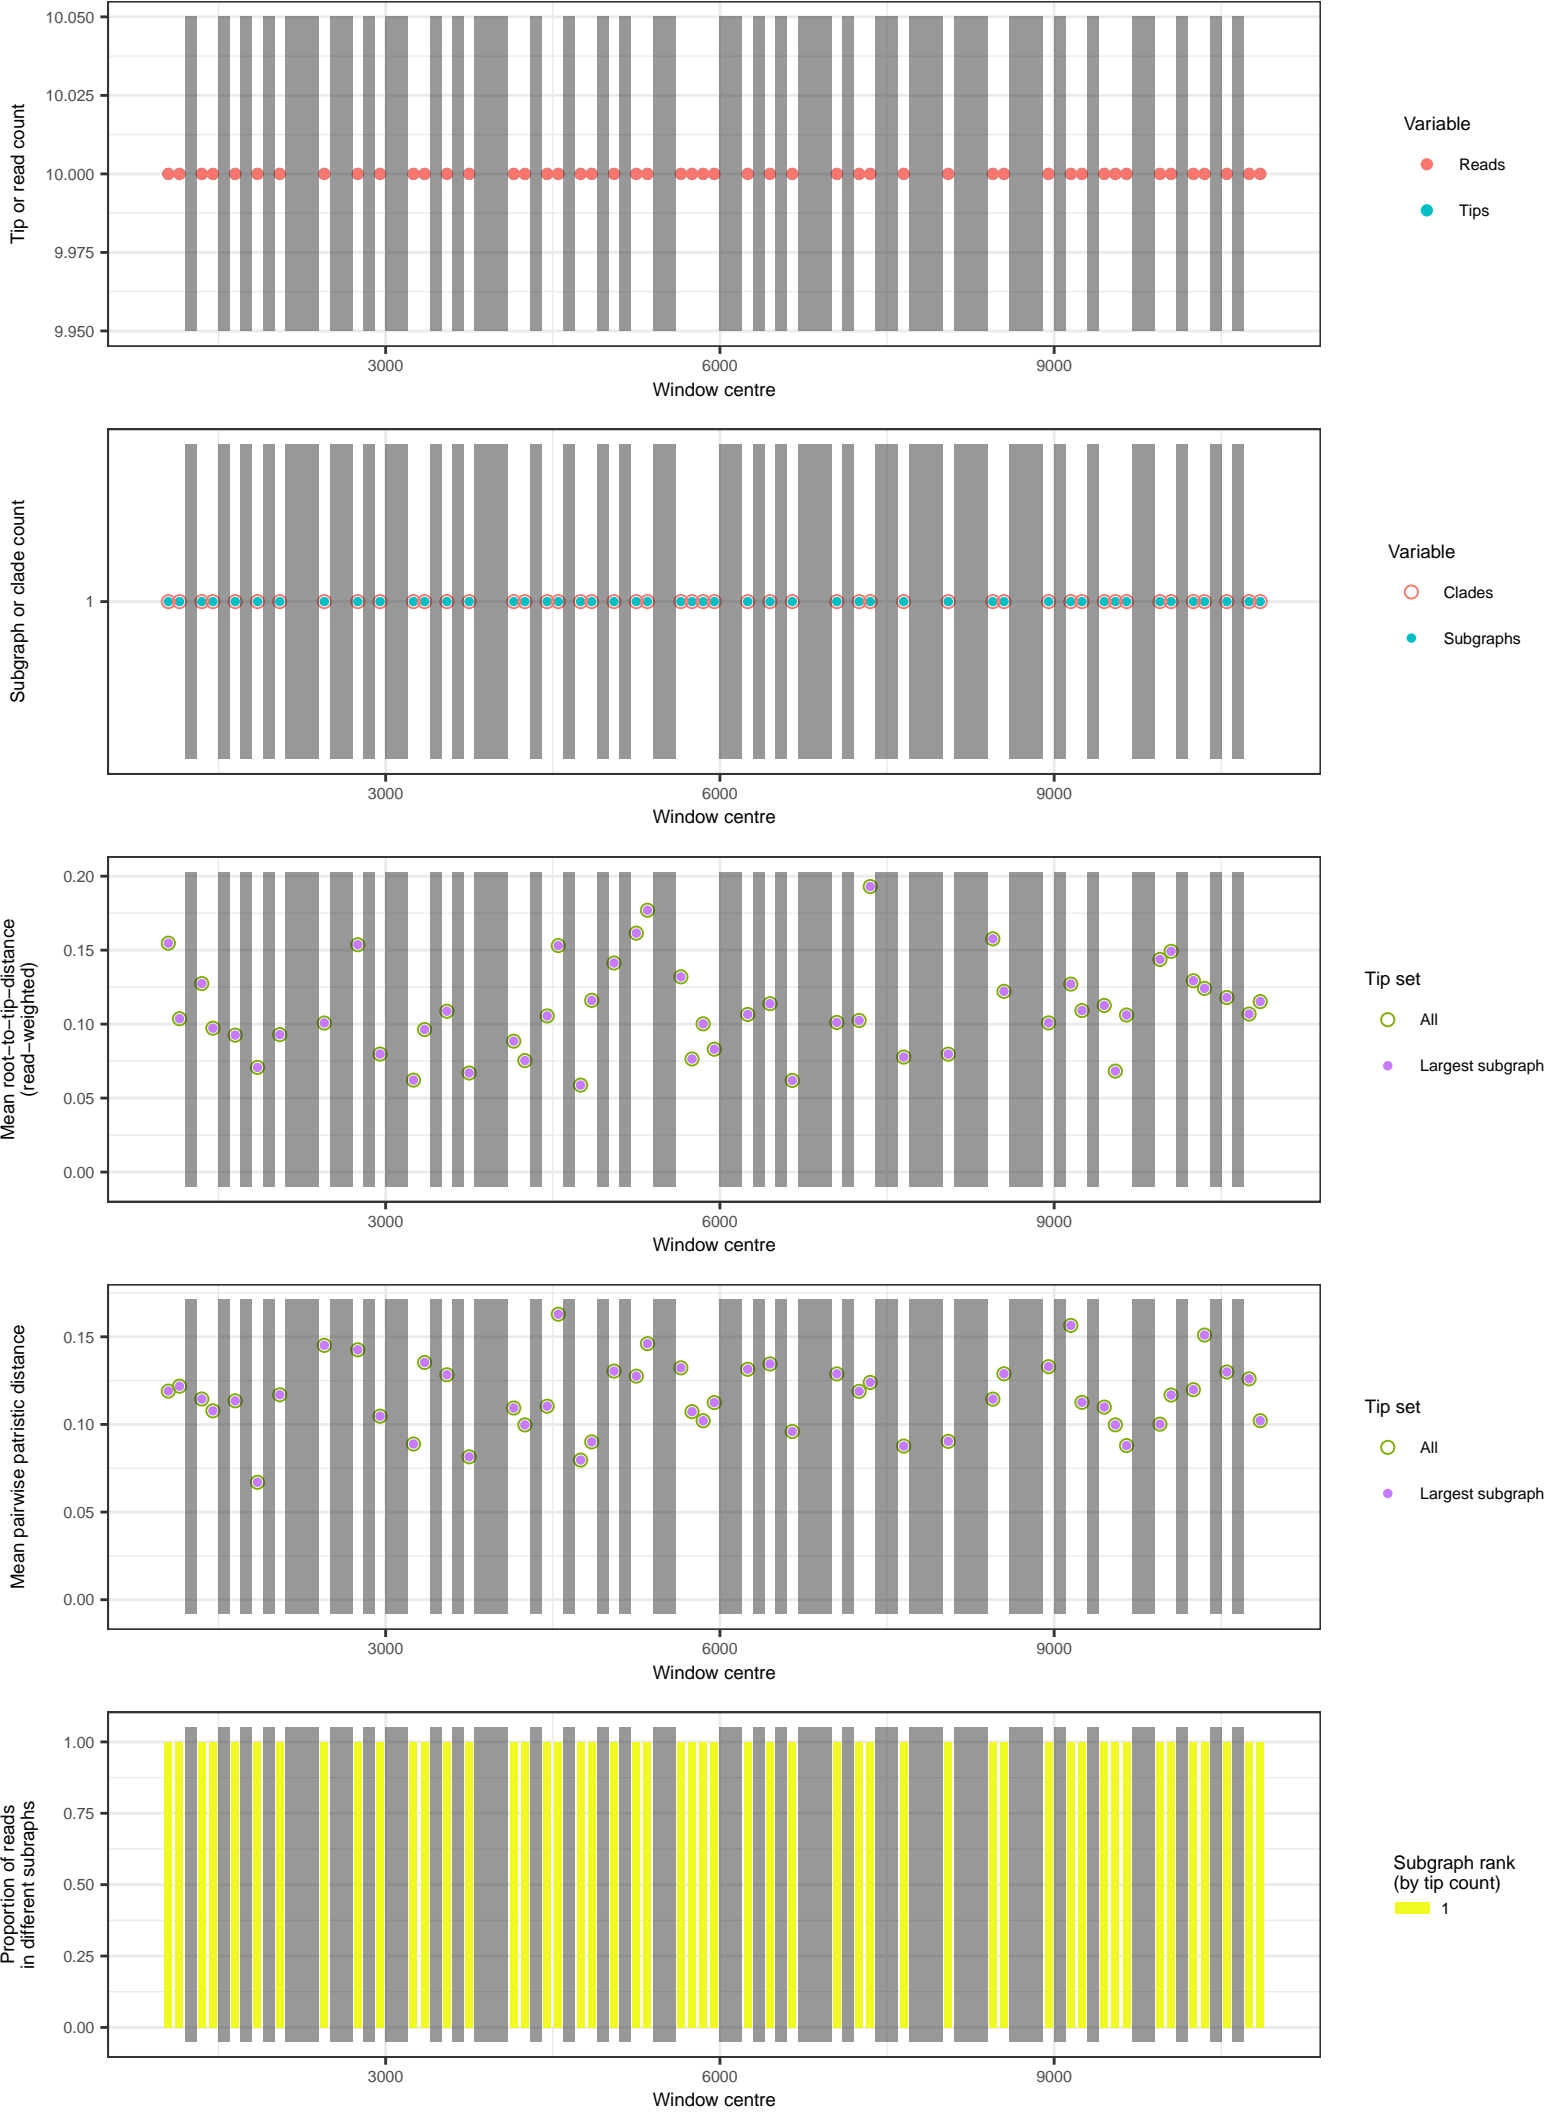 10.050
10.025
10.000
9.975
9.950
Tip or read count
3000
6000
9000
Window centre
Variable
Reads
Tips
1
Subgraph or clade count
3000
6000
9000
Window centre
Variable
Clades
Subgraphs
0.20
0.15
0.10
0.05
0.00
Mean root−to−tip−distance
(read−weighted)
3000
6000
9000
Window centre
Tip set
All
Largest subgraph
0.15
0.10
0.05
0.00
Mean pairwise patristic distance
3000
6000
9000
Window centre
Tip set
All
Largest subgraph
1.00
0.75
0.50
0.25
0.00
Proportion of reads
in different subraphs
3000
6000
9000
Window centre
Subgraph rank
(by tip count)
1